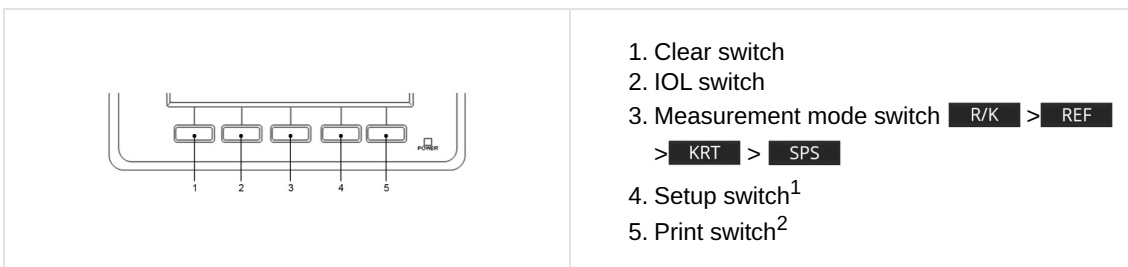 POWER
1 2 3 4 5
1. Clear switch
2. IOL switch
3. Measurement mode switch R/K > REF
> KRT > SPS
4. Setup switch1
5. Print switch2